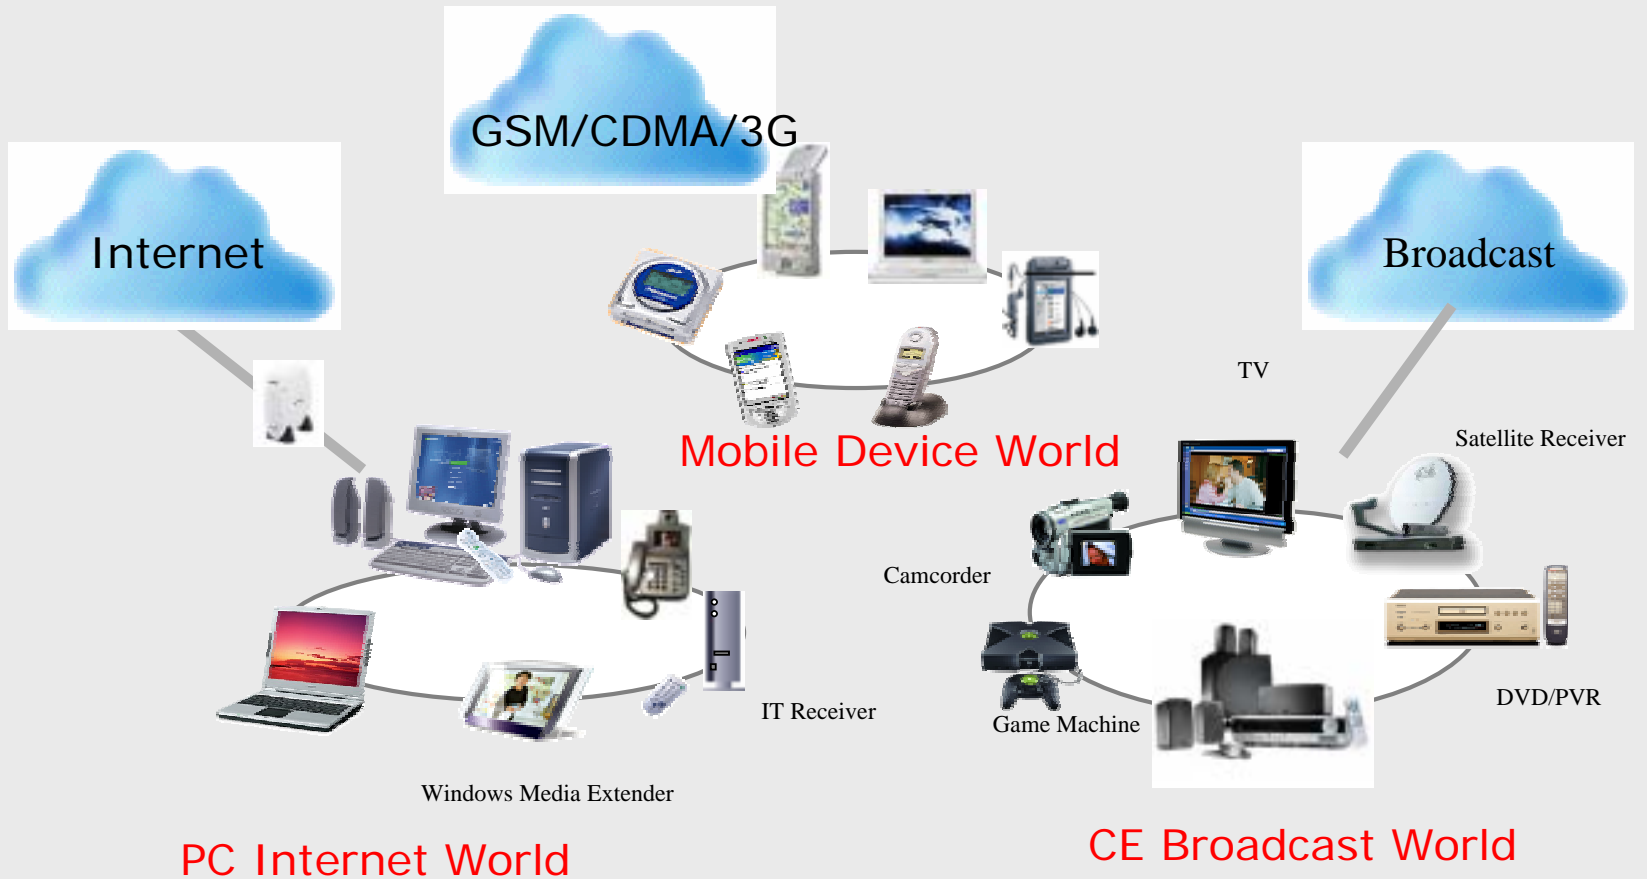 GSM/CDMA/3G
Internet
Broadcast
TV
Mobile Device World
Satellite Receiver
Camcorder
IT Receiver
Game Machine
DVD/PVR
Windows Media Extender
PC Internet World
CE Broadcast World